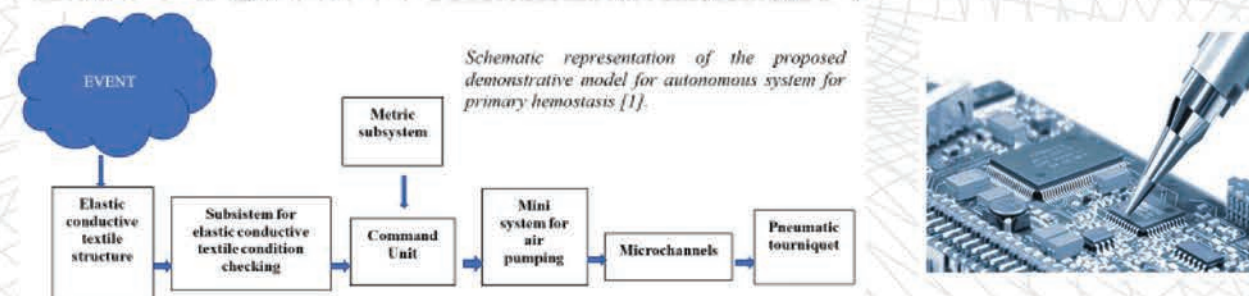 EVENT
Schematic representation of the proposed
demonstrative model for autonomous system for
primary hemostasis [1].
Metric
subsystem
Elastic
conductive
textile
structure
Subsistem for
elastic conductive
textile condition
checking
Command
Unit
Mini
system for
air
pumping
Microchannels
Pneumatic
tourniquet